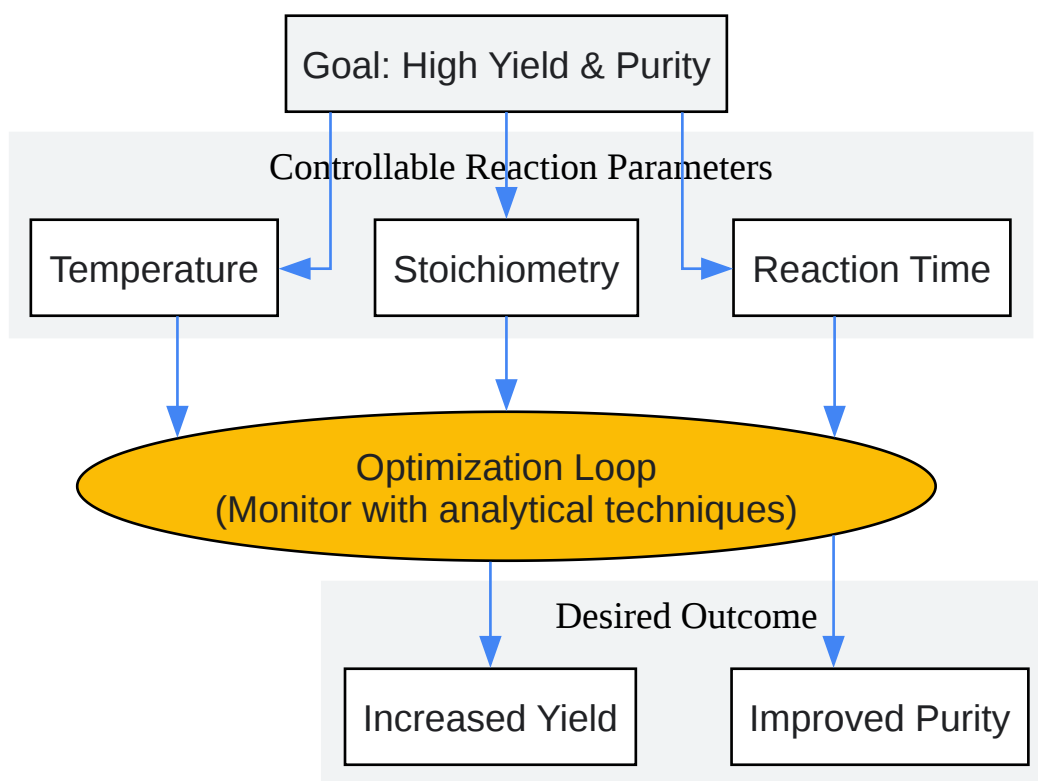 Goal: High Yield & Purity
Controllable Reaction Parameters
Temperature
Stoichiometry
Reaction Time
Optimization Loop
(Monitor with analytical techniques)
Desired Outcome
Increased Yield
Improved Purity